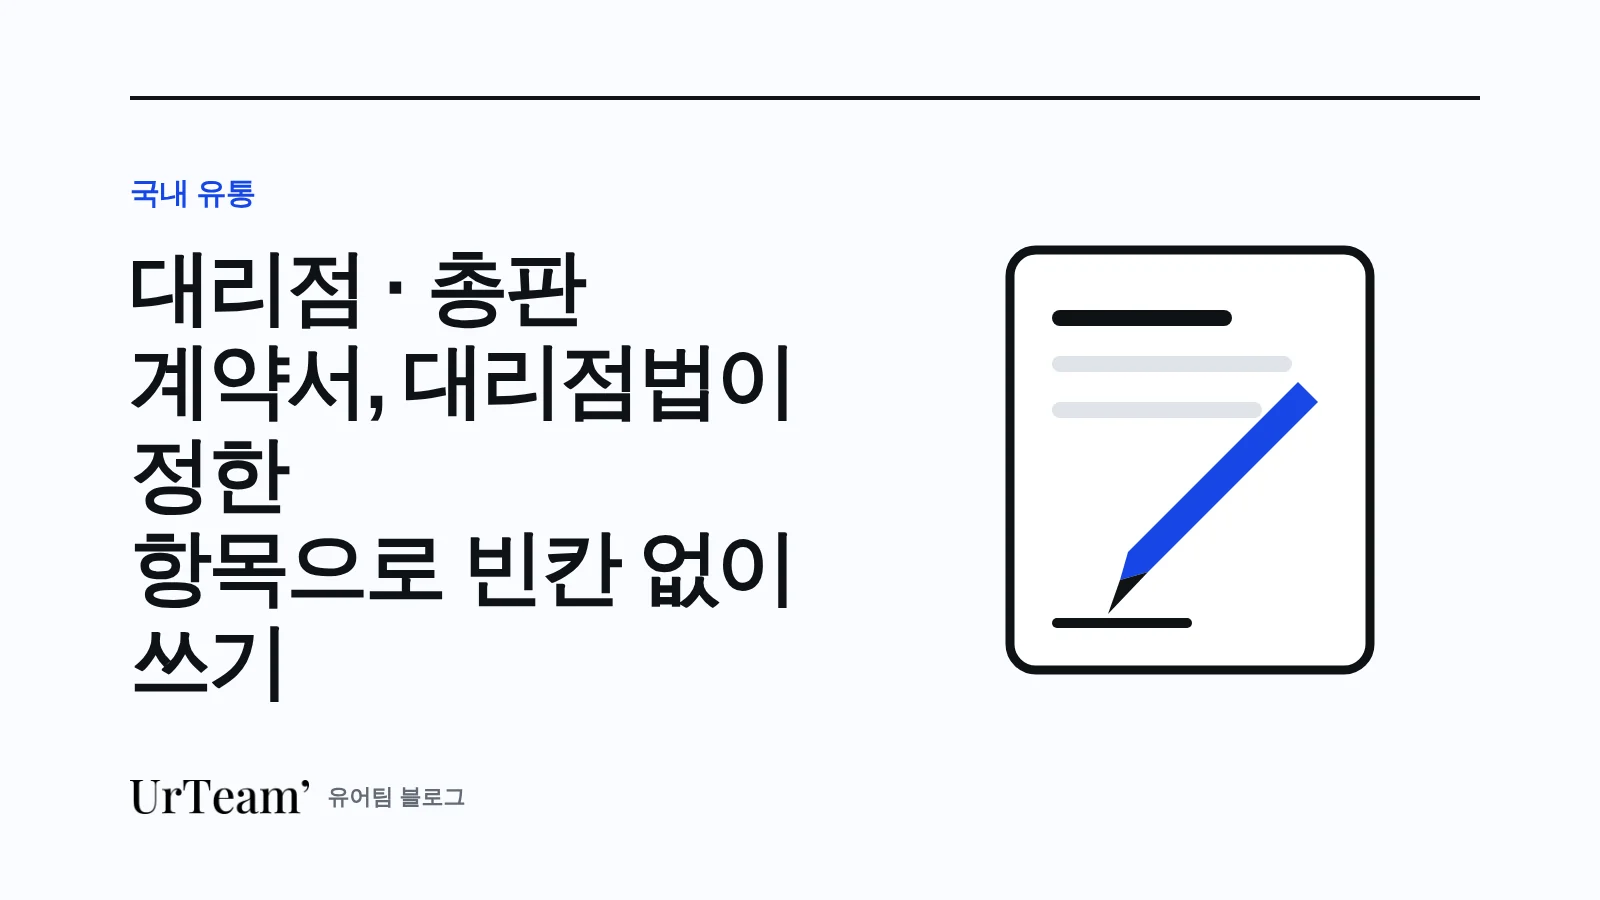 국내 유통
대리점 · 총판
계약서, 대리점법이
정한
항목으로 빈칸 없이
쓰기
UrTeam’ 유어팀 블로그